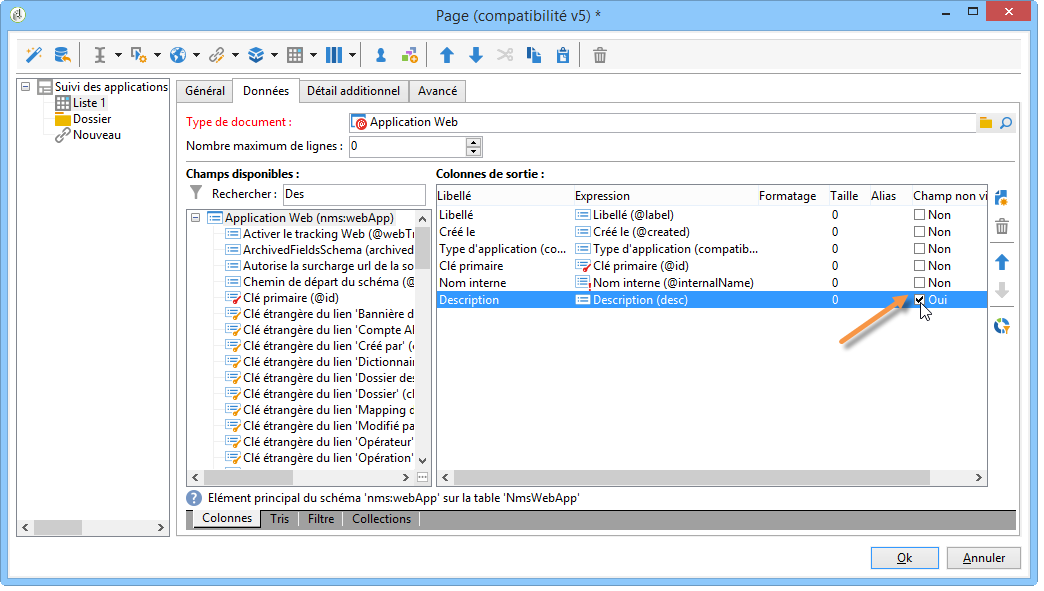 Page (compatibilité v5) *
Suivi des applications
Liste 1
Dossier
Nouveau
Général Données Détail additionnel Avancé
Type de document : Application Web
Nombre maximum de lignes : 0
Champs disponibles :
Rechercher : Des
Application Web (nms:webApp)
Activer le tracking Web (@webTr
ArchivedFieldsSchema (archived
Autorise la surcharge url de la so
Chemin de départ du schéma (@
Clé primaire (@id)
Clé étrangère du lien 'Bannière d
Clé étrangère du lien 'Compte Al
Clé étrangère du lien 'Créé par' (
Clé étrangère du lien 'Dictionnair
Clé étrangère du lien 'Dossier des
Clé étrangère du lien 'Dossier' (cl
Clé étrangère du lien 'Mapping d
Clé étrangère du lien 'Modifié pa
Clé étrangère du lien 'Opérateur'
Clé étrangère du lien 'Opération'
Colonnes de sortie :
Libellé Expression Formatage Taille Alias Champ non vi
Libellé Libellé (@label) 0 Non
Créé le Créé le (@created) 0 Non
Type d'application (co... Type d'application (compatib... 0 Non
Clé primaire Clé primaire (@id) 0 Non
Nom interne Nom interne (@internalName) 0 Non
Description Description (desc) 0 Oui
Elément principal du schéma 'nms:webApp' sur la table 'NmsWebApp'
Colonnes Tris Filtre Collections
Ok Annuler